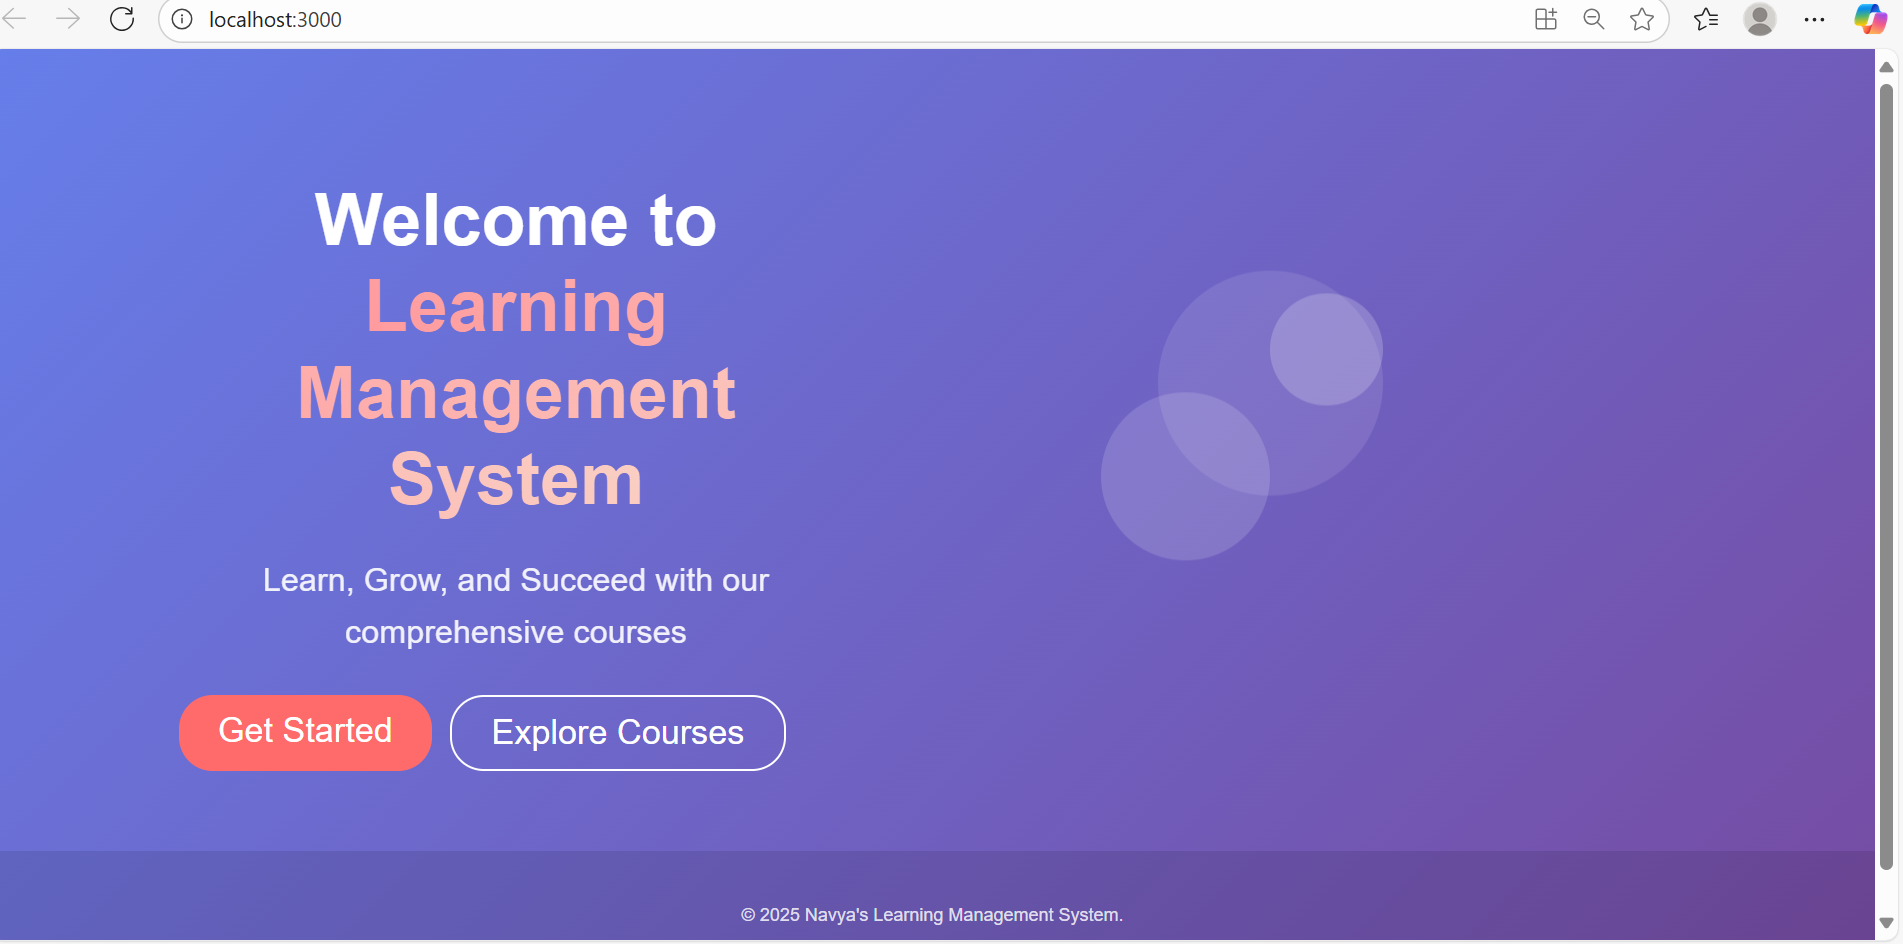 localhost:3000
Welcome to
Learning
Management
System
Learn, Grow, and Succeed with our
comprehensive courses
Get Started
Explore Courses
© 2025 Navya's Learning Management System.